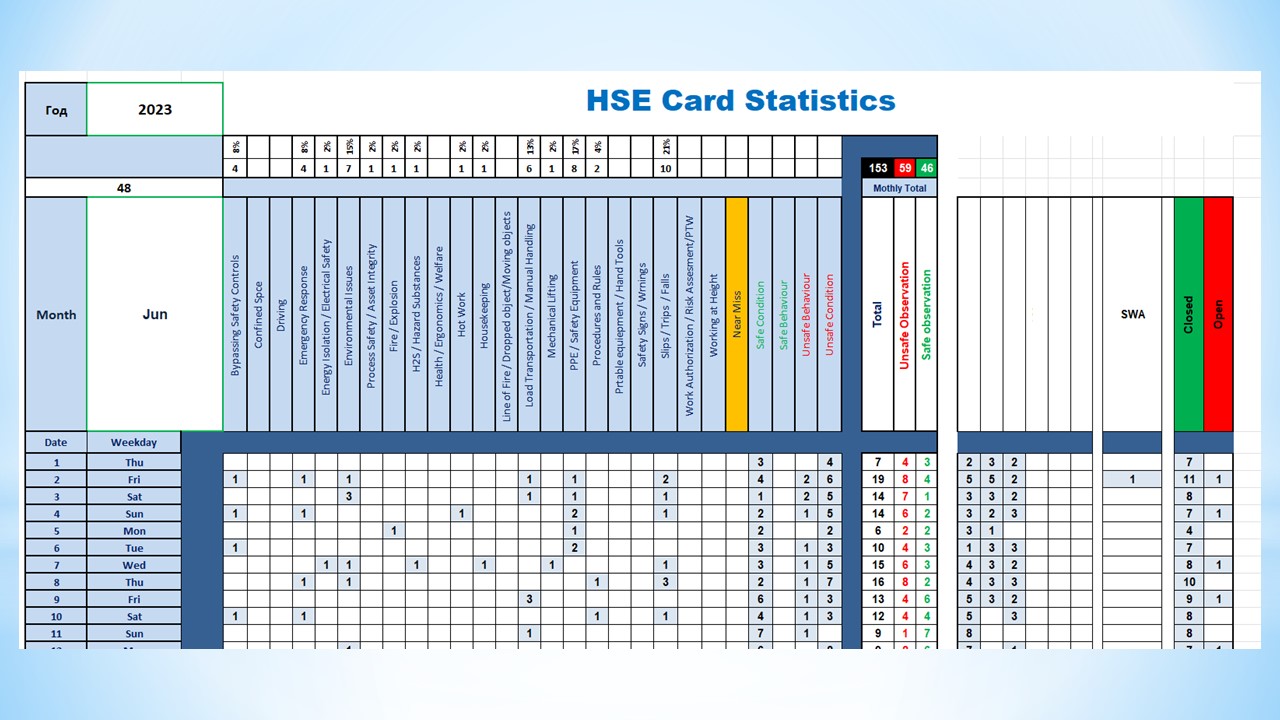 HSE Card Statistics
Год 2023
8% 8% 2% 15% 2% 2% 2% 2% 2% 13% 2% 17% 4% 21%
4 4 1 7 1 1 1 1 1 6 1 8 2 10 153 59 46
48 Mothly Total
Month Jun
Bypassing Safety Controls
Confined Spce
Driving
Emergency Response
Energy Isolation / Electrical Safety
Environmental Issues
Process Safety / Asset Integrity
Fire / Explosion
H2S / Hazard Substances
Health / Ergonomics / Welfare
Hot Work
Housekeeping
Line of Fire / Dropped object/Moving objects
Load Transportation / Manual Handling
Mechanical Lifting
PPE / Safety Equipment
Procedures and Rules
Prtable equiepment / Hand Tools
Safety Signs / Wrnings
Slips / Trips / Falls
Work Authorization / Risk Assesment/PTW
Working at Height
Near Miss
Safe Condition
Safe Behaviour
Unsafe Behaviour
Unsafe Condition
Total
Unsafe Observation
Safe observation
SWA
Closed
Open
Date Weekday
1 Thu 3 4 7 4 3 2 3 2 7
2 Fri 1 1 1 1 1 2 4 2 6 19 8 4 5 5 2 1 11 1
3 Sat 3 1 1 1 1 2 5 14 7 1 3 3 2 8
4 Sun 1 1 1 2 1 2 1 5 14 6 2 3 2 3 7 1
5 Mon 1 1 2 2 6 2 2 3 1 4
6 Tue 1 2 3 1 3 10 4 3 1 3 3 7
7 Wed 1 1 1 1 1 1 3 1 5 15 6 3 4 3 2 8 1
8 Thu 1 1 1 3 2 7 16 8 2 4 3 3 10
9 Fri 3 6 1 3 13 4 6 5 3 2 9 1
10 Sat 1 1 1 1 4 1 3 12 4 4 5 3 8
11 Sun 1 7 1 9 1 7 8 8